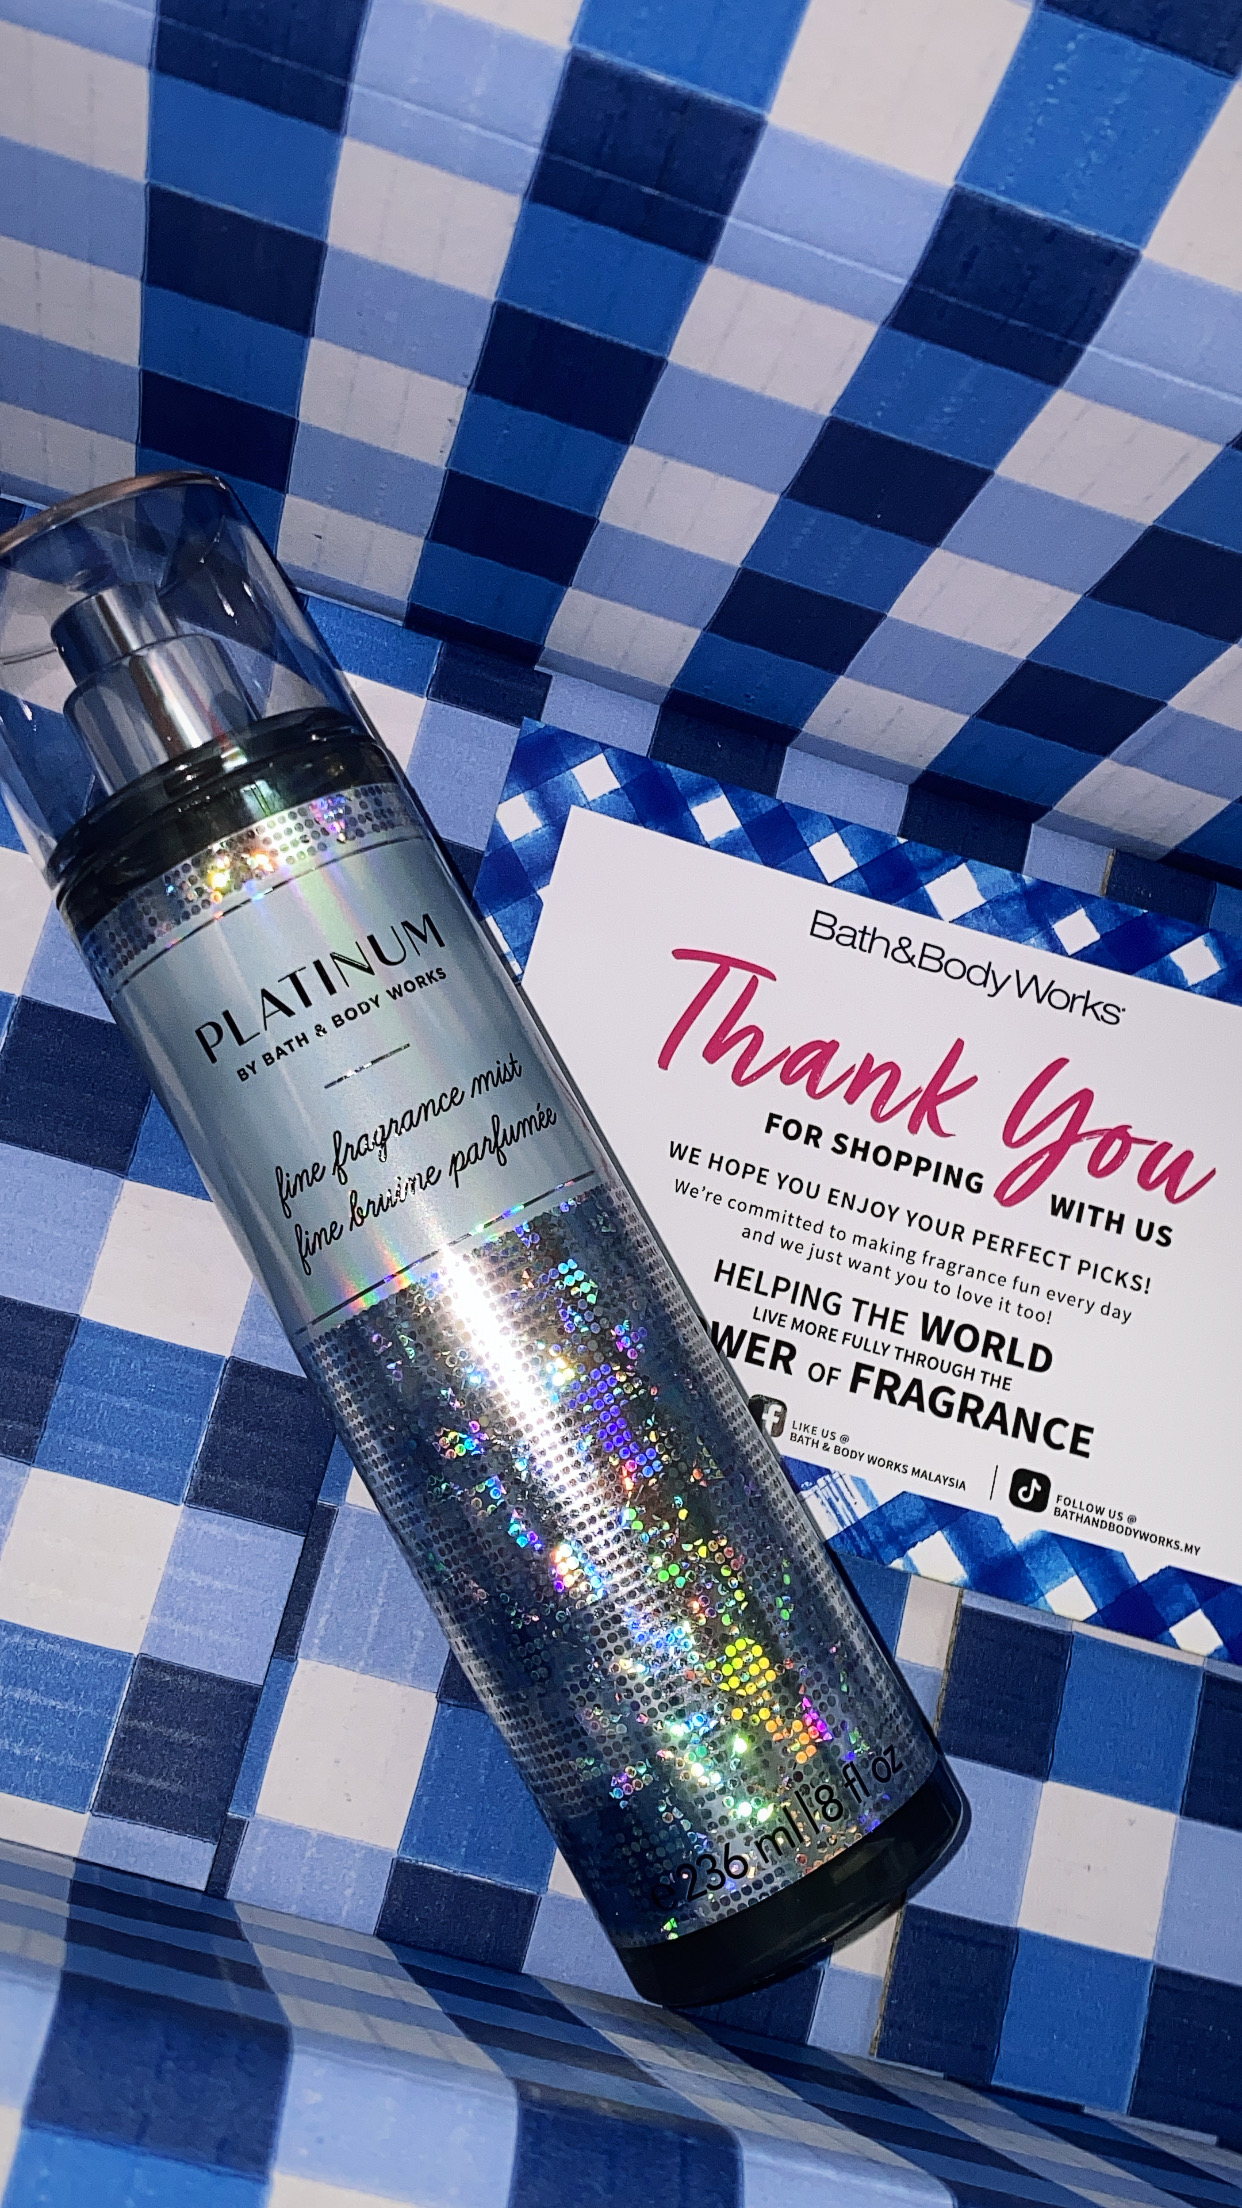 PLATINUM
BY BATH & BODY WORKS
fine fragrance mist
fine bruine parfumée
e 236 ml | 8 fl oz
Bath&BodyWorks
Thank You
FOR SHOPPING WITH US
WE HOPE YOU ENJOY YOUR PERFECT PICKS!
We're committed to making fragrance fun every day
and we just want you to love it too!
HELPING THE WORLD
LIVE MORE FULLY THROUGH THE
WER OF FRAGRANCE
LIKE US @
BATH & BODY WORKS MALAYSIA
FOLLOW US @
BATHANDBODYWORKS.MY